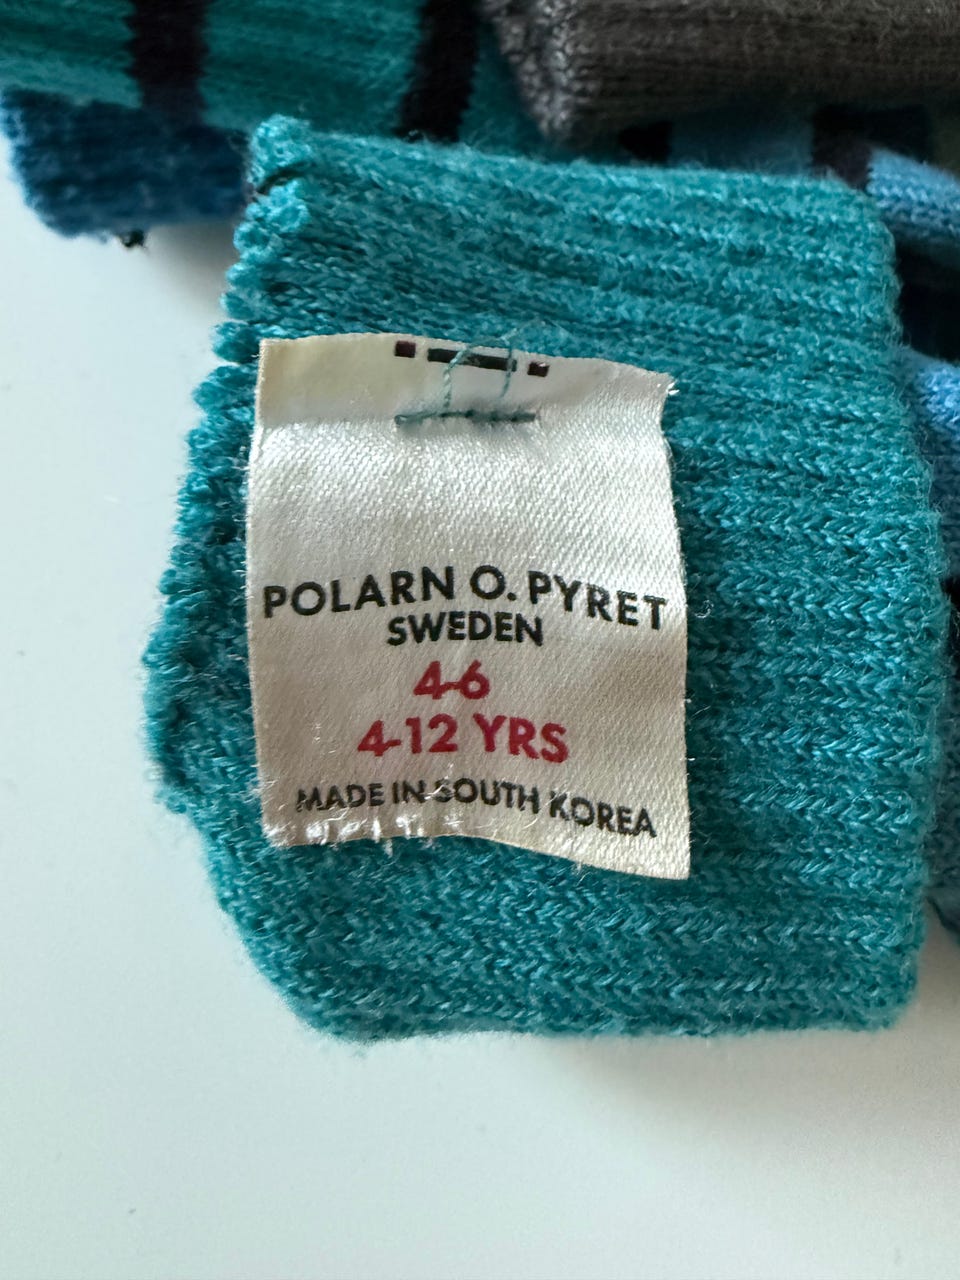 POLARN O. PYRET
SWEDEN
4-6
4-12 YRS
MADE IN SOUTH KOREA